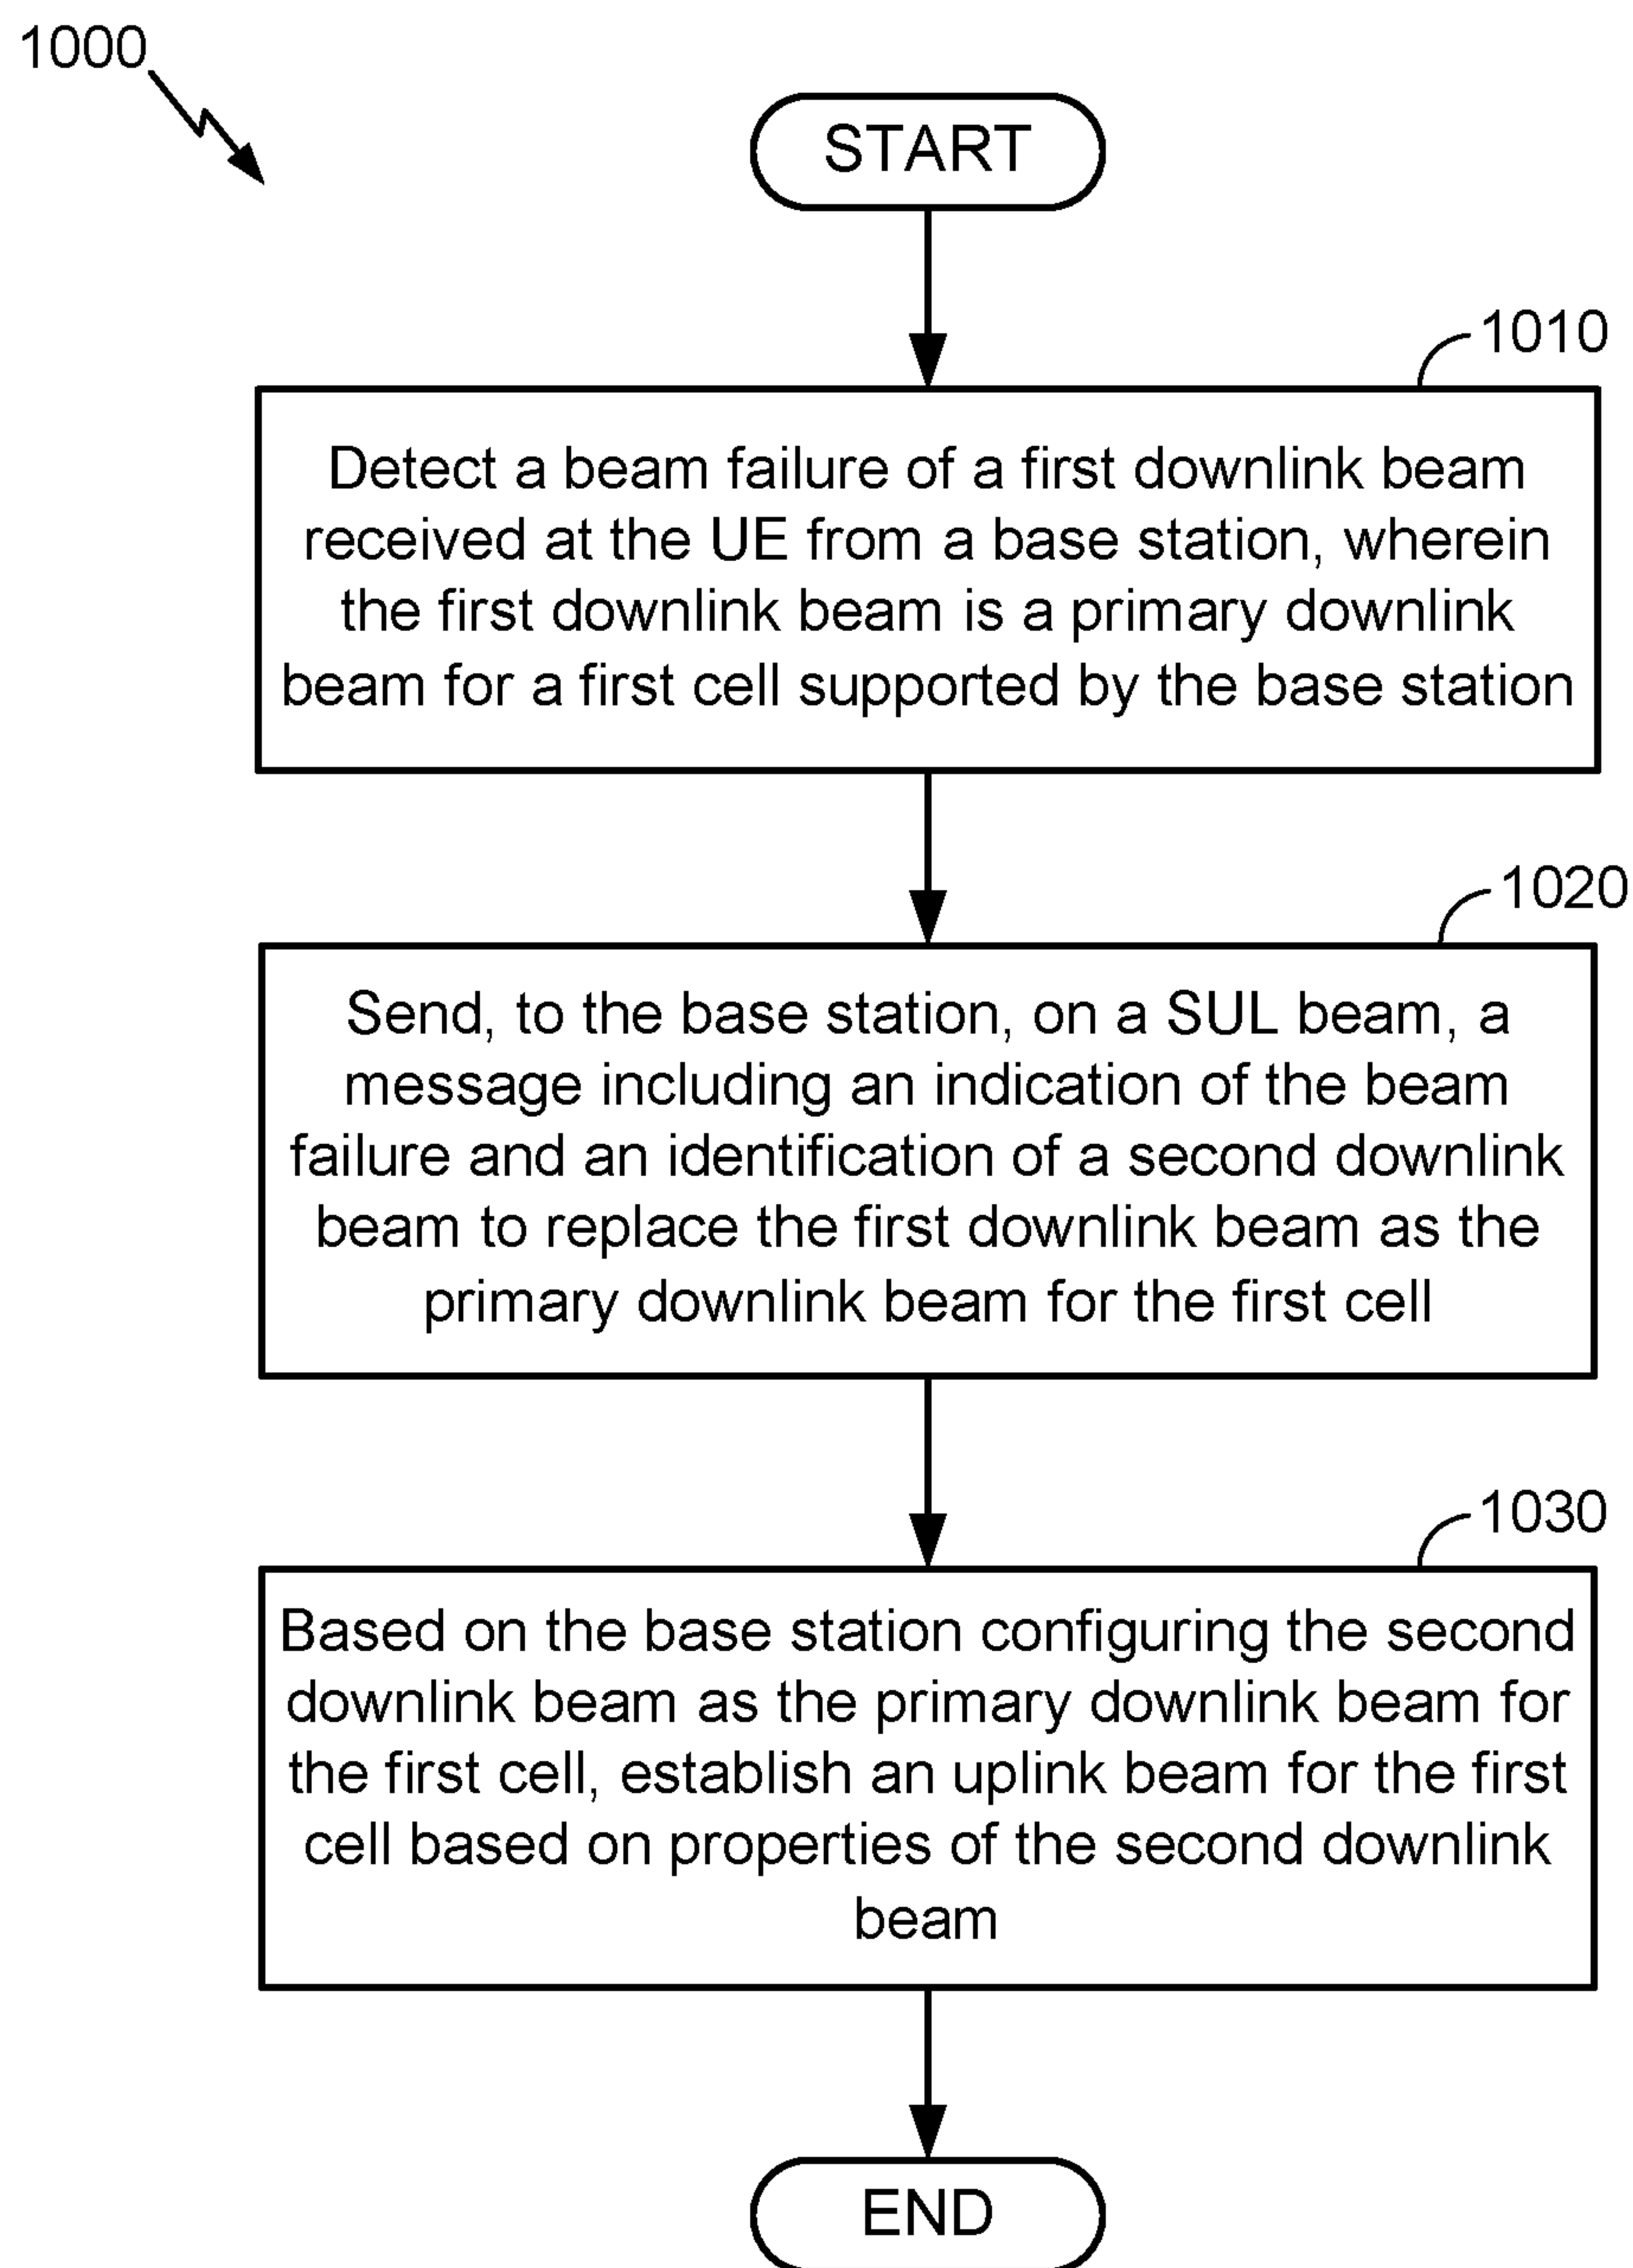 1000
START
1010
Detect a beam failure of a first downlink beam
received at the UE from a base station, wherein
the first downlink beam is a primary downlink
beam for a first cell supported by the base station
1020
Send, to the base station, on a SUL beam, a
message including an indication of the beam
failure and an identification of a second downlink
beam to replace the first downlink beam as the
primary downlink beam for the first cell
1030
Based on the base station configuring the second
downlink beam as the primary downlink beam for
the first cell, establish an uplink beam for the first
cell based on properties of the second downlink
beam
END